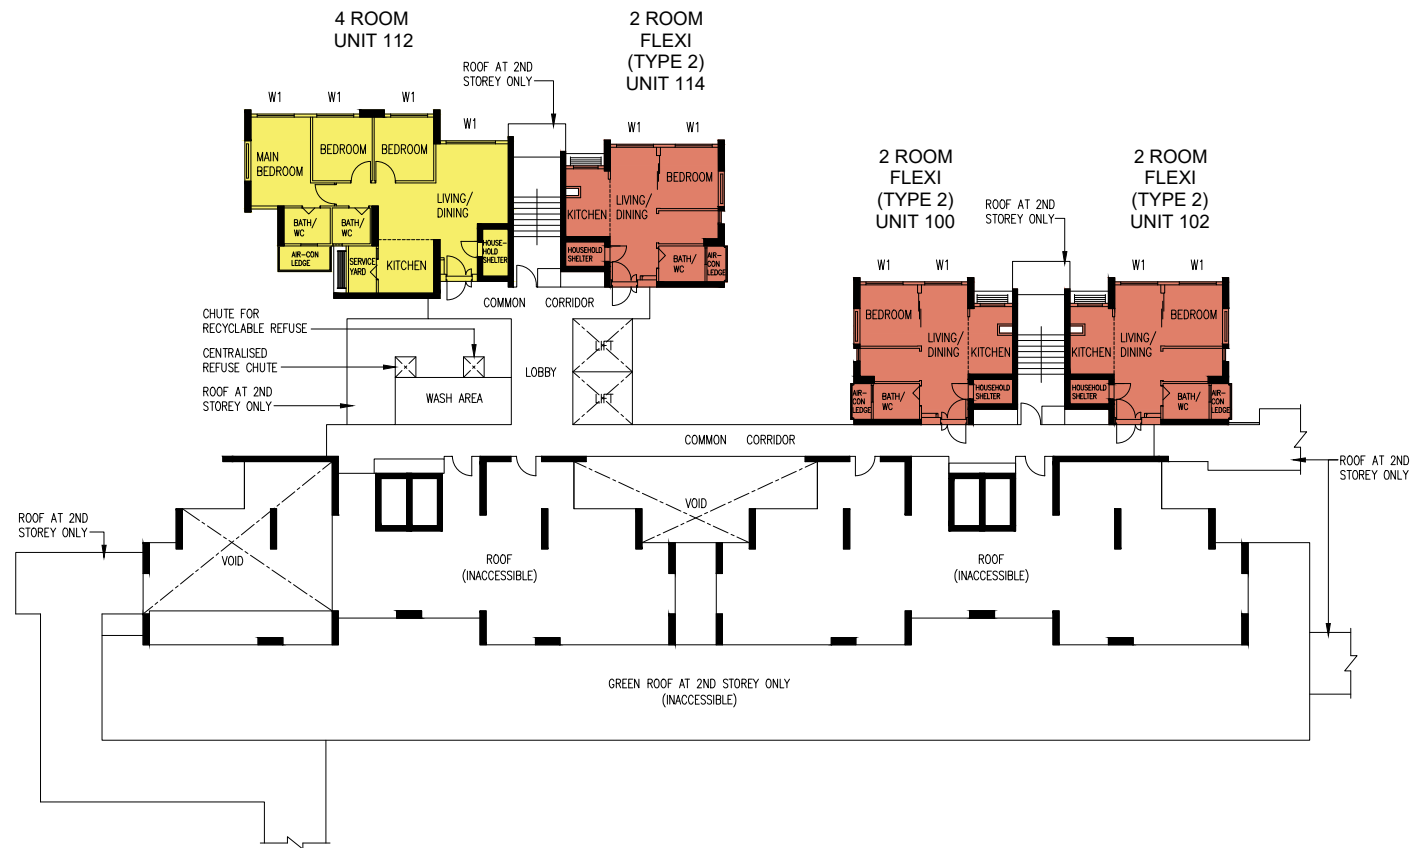 4 ROOM
UNIT 112
2 ROOM
FLEXI
(TYPE 2)
UNIT 114
ROOF AT 2ND
STOREY ONLY
W1
W1
W1
W1
W1
W1
MAIN
BEDROOM
BEDROOM
BEDROOM
LIVING/
DINING
BATH/
WC
BATH/
WC
AIR-CON
LEDGE
SERVICE
YARD
KITCHEN
HOUSE-
HOLD
SHELTER
KITCHEN
LIVING/
DINING
BEDROOM
HOUSEHOLD
SHELTER
BATH/
WC
AIR-
CON
LEDGE
2 ROOM
FLEXI
(TYPE 2)
UNIT 100
2 ROOM
FLEXI
(TYPE 2)
UNIT 102
ROOF AT 2ND
STOREY ONLY
W1
W1
W1
W1
BEDROOM
LIVING/
DINING
KITCHEN
HOUSEHOLD
SHELTER
AIR-
CON
LEDGE
BATH/
WC
KITCHEN
LIVING/
DINING
BEDROOM
HOUSEHOLD
SHELTER
BATH/
WC
AIR-
CON
LEDGE
COMMON CORRIDOR
CHUTE FOR
RECYCLABLE REFUSE
CENTRALISED
REFUSE CHUTE
ROOF AT 2ND
STOREY ONLY
WASH AREA
LOBBY
LIFT
LIFT
COMMON CORRIDOR
ROOF AT 2ND
STOREY ONLY
ROOF AT 2ND
STOREY ONLY
VOID
VOID
ROOF
(INACCESSIBLE)
ROOF
(INACCESSIBLE)
GREEN ROOF AT 2ND STOREY ONLY
(INACCESSIBLE)